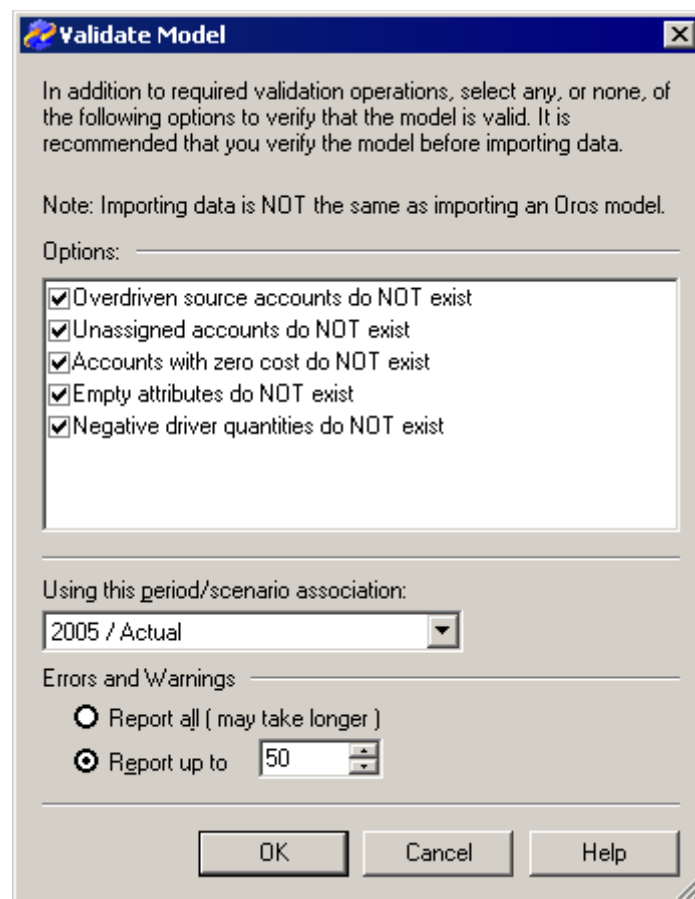 Validate Model
In addition to required validation operations, select any, or none, of
the following options to verify that the model is valid. It is
recommended that you verify the model before importing data.
Note: Importing data is NOT the same as importing an Oros model.
Options:
Overdriven source accounts do NOT exist
Unassigned accounts do NOT exist
Accounts with zero cost do NOT exist
Empty attributes do NOT exist
Negative driver quantities do NOT exist
Using this period/scenario association:
2005 / Actual
Errors and Warnings
Report all ( may take longer )
Report up to 50
OK Cancel Help